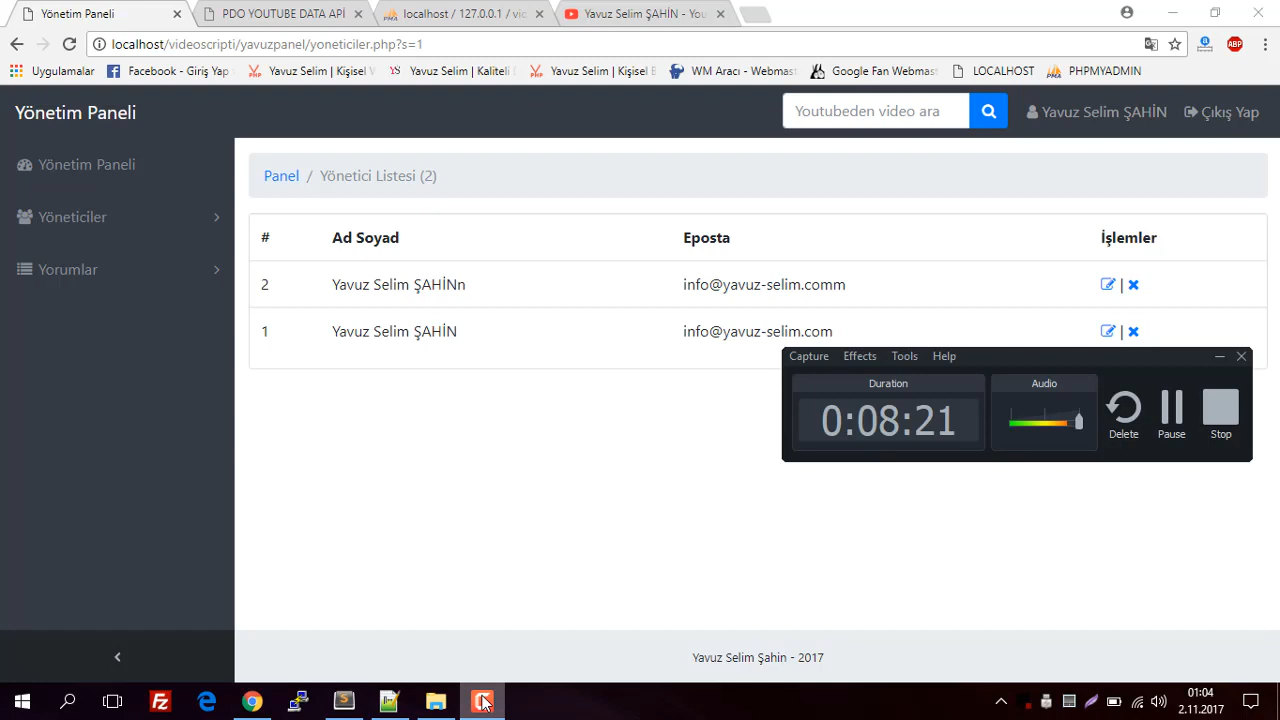 Yönetim Paneli
PDO YOUTUBE DATA APİ
localhost / 127.0.0.1 / vic
Yavuz Selim ŞAHİN - You
localhost/videoscripti/yavuzpanel/yoneticiler.php?s=1
Uygulamalar
Facebook - Giriş Yap
Yavuz Selim | Kişisel V
Yavuz Selim | Kaliteli
Yavuz Selim | Kişisel B
WM Aracı - Webmast
Google Fan Webmast
LOCALHOST
PHPMYADMIN
ABP
Yönetim Paneli
Youtubeden video ara
Yavuz Selim ŞAHİN
Çıkış Yap
Yönetim Paneli
Yöneticiler
Yorumlar
Panel / Yönetici Listesi (2)
# Ad Soyad Eposta İşlemler
2 Yavuz Selim ŞAHİNn info@yavuz-selim.comm |
1 Yavuz Selim ŞAHİN info@yavuz-selim.com |
Capture Effects Tools Help
Duration
0:08:21
Audio
Delete
Pause
Stop
Yavuz Selim Şahin - 2017
01:04
2.11.2017